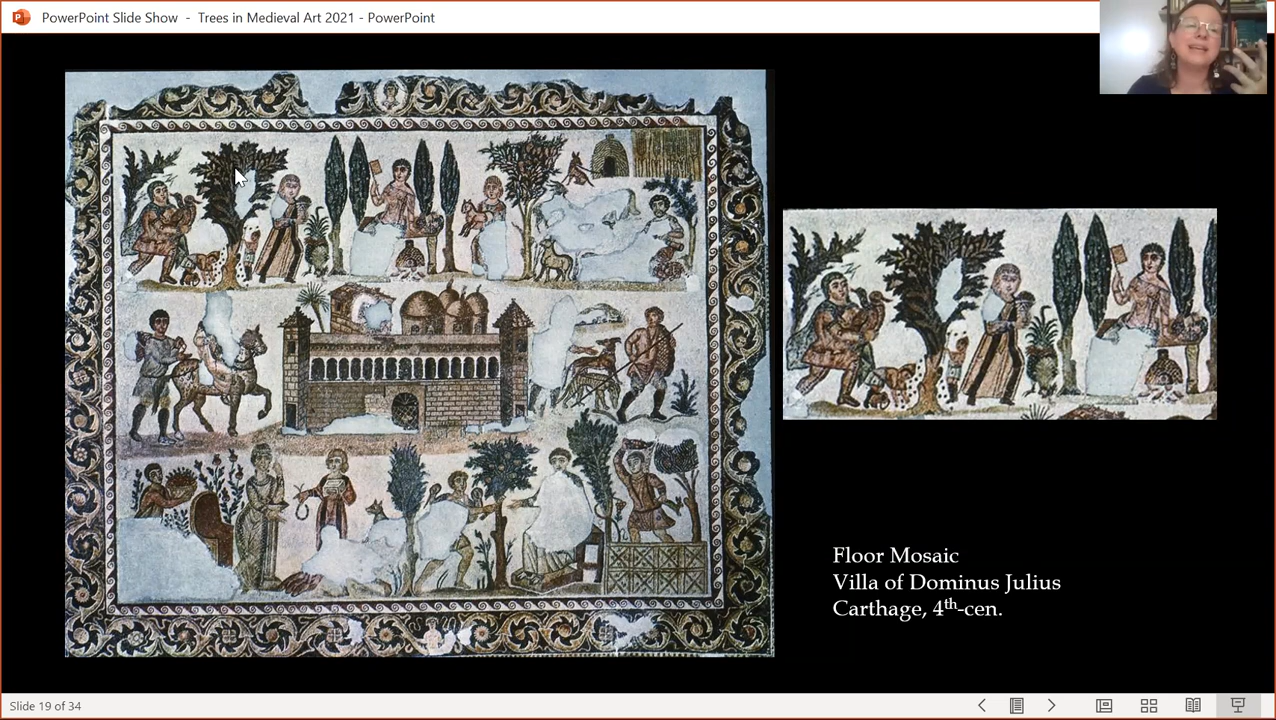 PowerPoint Slide Show - Trees in Medieval Art 2021 - PowerPoint
Floor Mosaic
Villa of Dominus Julius
Carthage, 4th-cen.
Slide 19 of 34